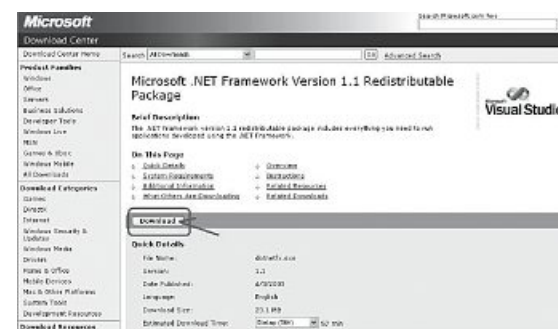 Microsoft
Search Microsoft.com for:
Download Center
Download Center Home
Search
All Downloads
Go
Advanced Search
Product Families
Windows
Office
Servers
Business Solutions
Developer Tools
Windows Live
MSN
Games & Xbox
Windows Mobile
All Downloads
Download Categories
Games
DirectX
Internet
Windows Security & Updates
Windows Media
Drivers
Home & Office
Mobile Devices
Mac & Other Platforms
System Tools
Development Resources
Download Resources
Microsoft .NET Framework Version 1.1 Redistributable
Package
Brief Description
The .NET Framework version 1.1 redistributable package includes everything you need to run
applications developed using the .NET Framework.
On This Page
Quick Details
Overview
System Requirements
Instructions
Additional Information
Related Resources
What Others Are Downloading
Related Downloads
Download
Quick Details
File Name:
dotnetfx.exe
Version:
1.1
Date Published:
Language:
English
Download Size:
23.1 MB
Estimated Download Time:
Dialup (56K)
Visual Studio